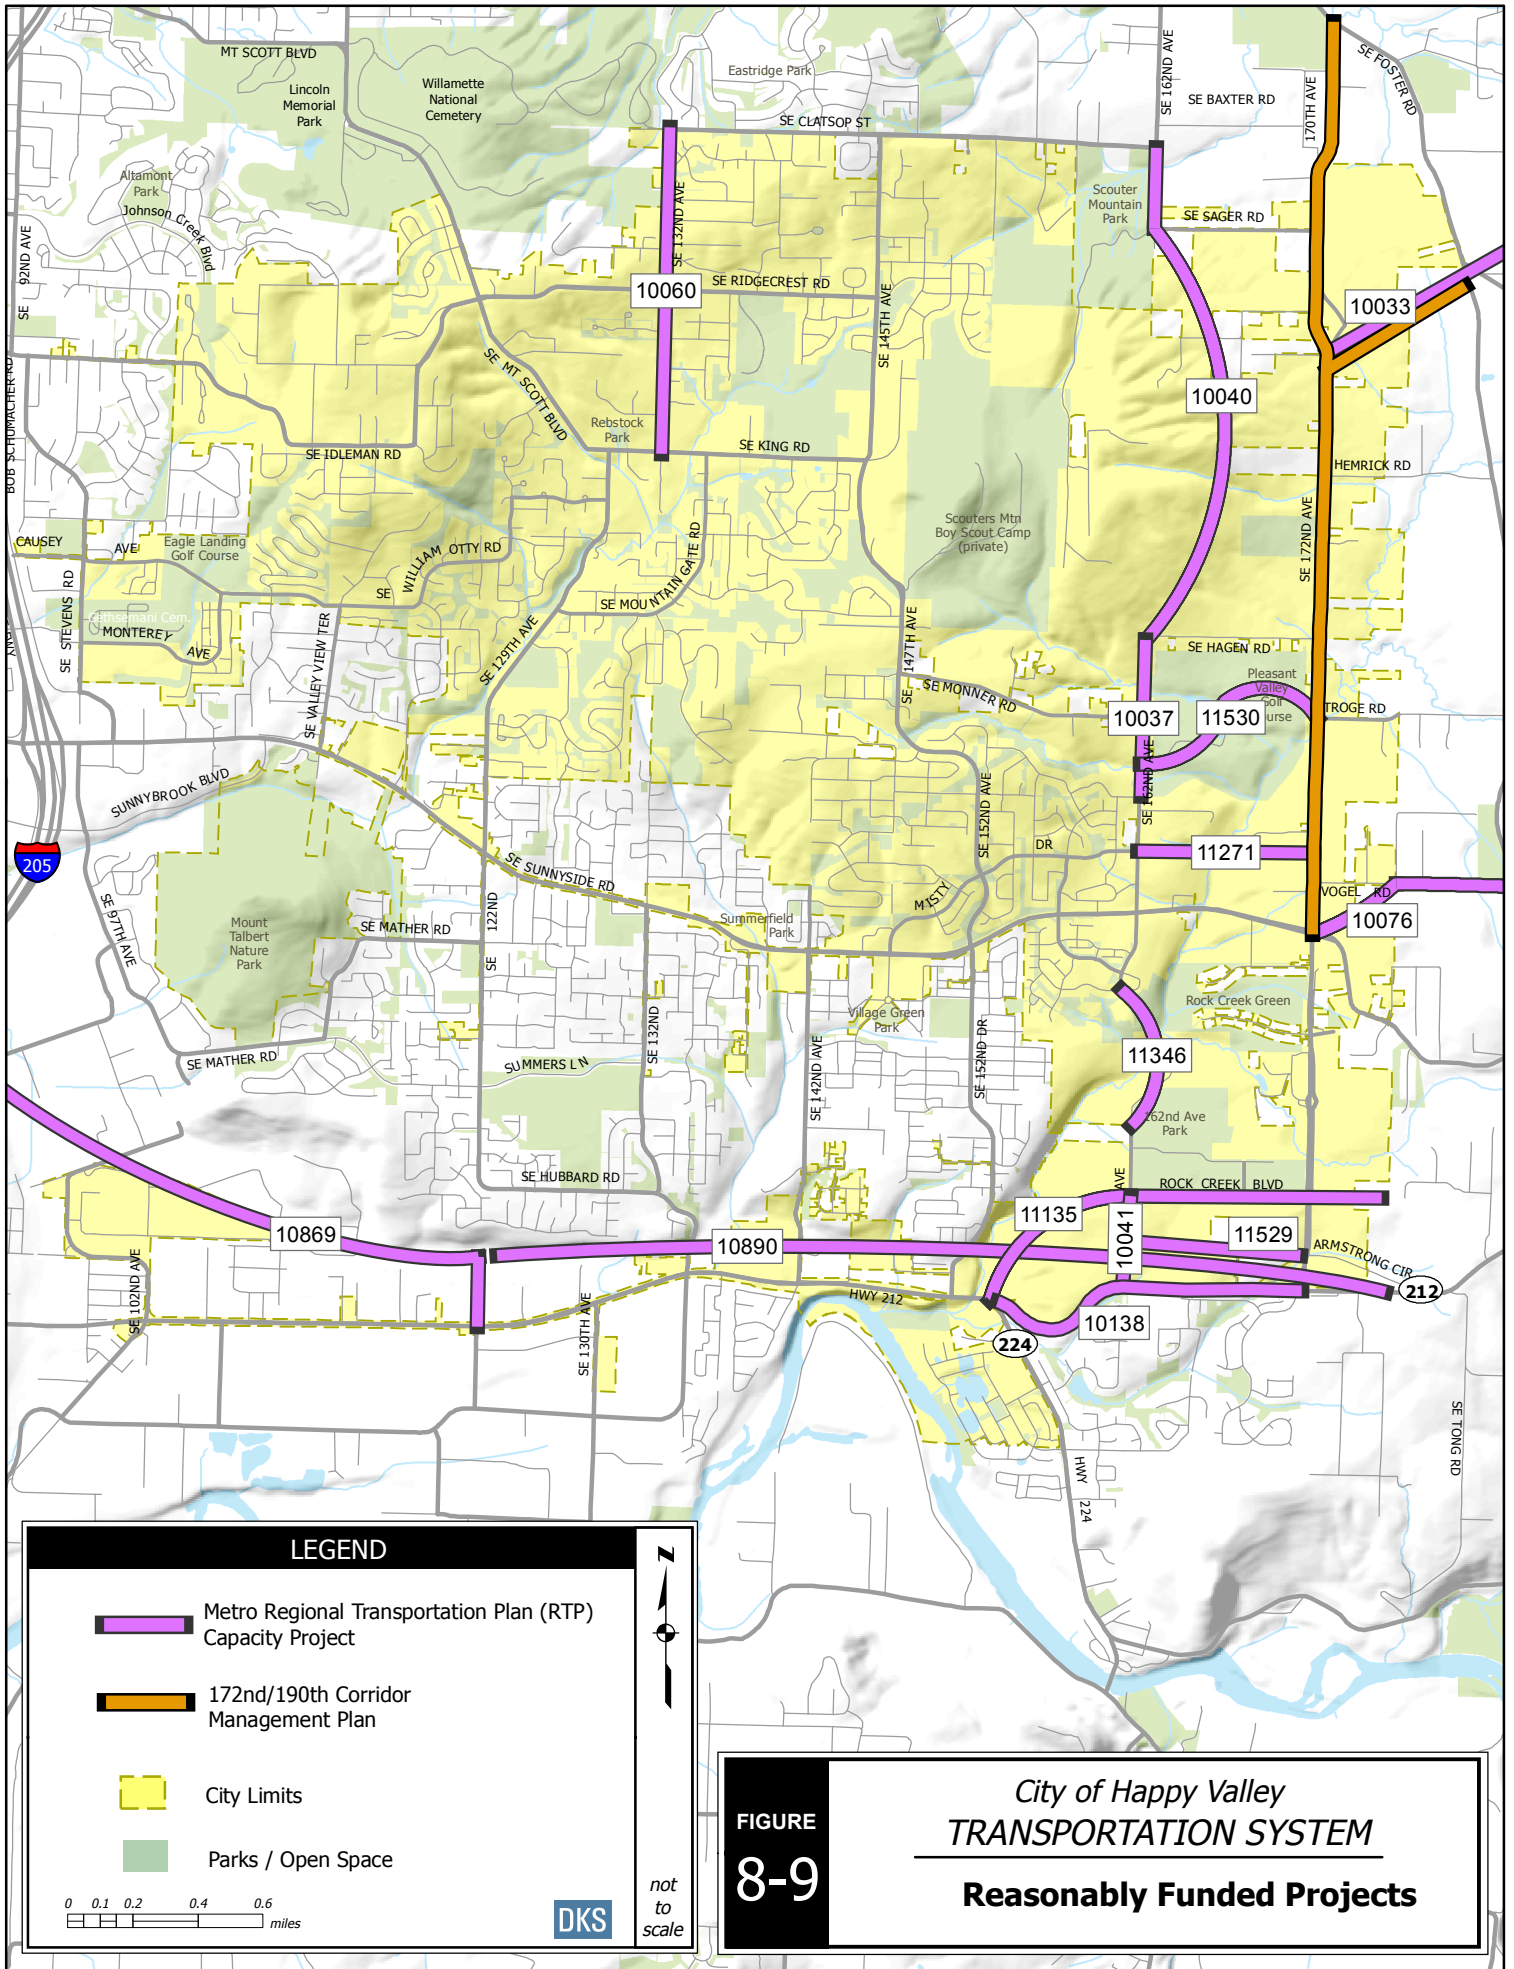 MT SCOTT BLVD
Lincoln
Memorial
Park
Willamette
National
Cemetery
Eastridge Park
SE 162ND AVE
SE BAXTER RD
170TH AVE
SE FOSTER RD
SE CLATSOP ST
Altamont
Park
Johnson Creek Blvd
SE 92ND AVE
SE 132ND AVE
Scouter
Mountain
Park
SE SAGER RD
10060
SE RIDGECREST RD
SE 145TH AVE
10033
SE MT SCOTT BLVD
10040
Rebstock
Park
SE KING RD
SE IDLEMAN RD
BOB SCHUMACHER RD
HEMRICK RD
SE 172ND AVE
Scouters Mtn
Boy Scout Camp
(private)
CAUSEY AVE
Eagle Landing
Golf Course
SE WILLIAM OTTY RD
SE MOUNTAIN GATE RD
SE STEVENS RD
Gethsemani Cem.
MONTEREY AVE
SE VALLEY VIEW TER
SE 129TH AVE
SE 147TH AVE
SE HAGEN RD
SE MONNER RD
Pleasant
Valley
Golf
urse
10037
11530
TROGE RD
SE 162ND AVE
SUNNYBROOK BLVD
SE 152ND AVE
DR
MISTY
11271
205
SE SUNNYSIDE RD
VOGEL RD
10076
SE 97TH AVE
Mount
Talbert
Nature
Park
SE MATHER RD
SE 122ND
Summerfield
Park
Rock Creek Green
Village Green
Park
SE 132ND
SE 142ND AVE
SE 152ND DR
11346
SE MATHER RD
SUMMERS LN
162nd Ave
Park
SE HUBBARD RD
AVE
ROCK CREEK BLVD
11135
10041
11529
10869
10890
ARMSTRONG CIR
SE 102ND AVE
HWY 212
212
10138
224
SE 130TH AVE
SE TONG RD
HWY 224
LEGEND
Metro Regional Transportation Plan (RTP)
Capacity Project
172nd/190th Corridor
Management Plan
City Limits
Parks / Open Space
0 0.1 0.2 0.4 0.6
miles
DKS
N
not
to
scale
FIGURE
8-9
City of Happy Valley
TRANSPORTATION SYSTEM
Reasonably Funded Projects